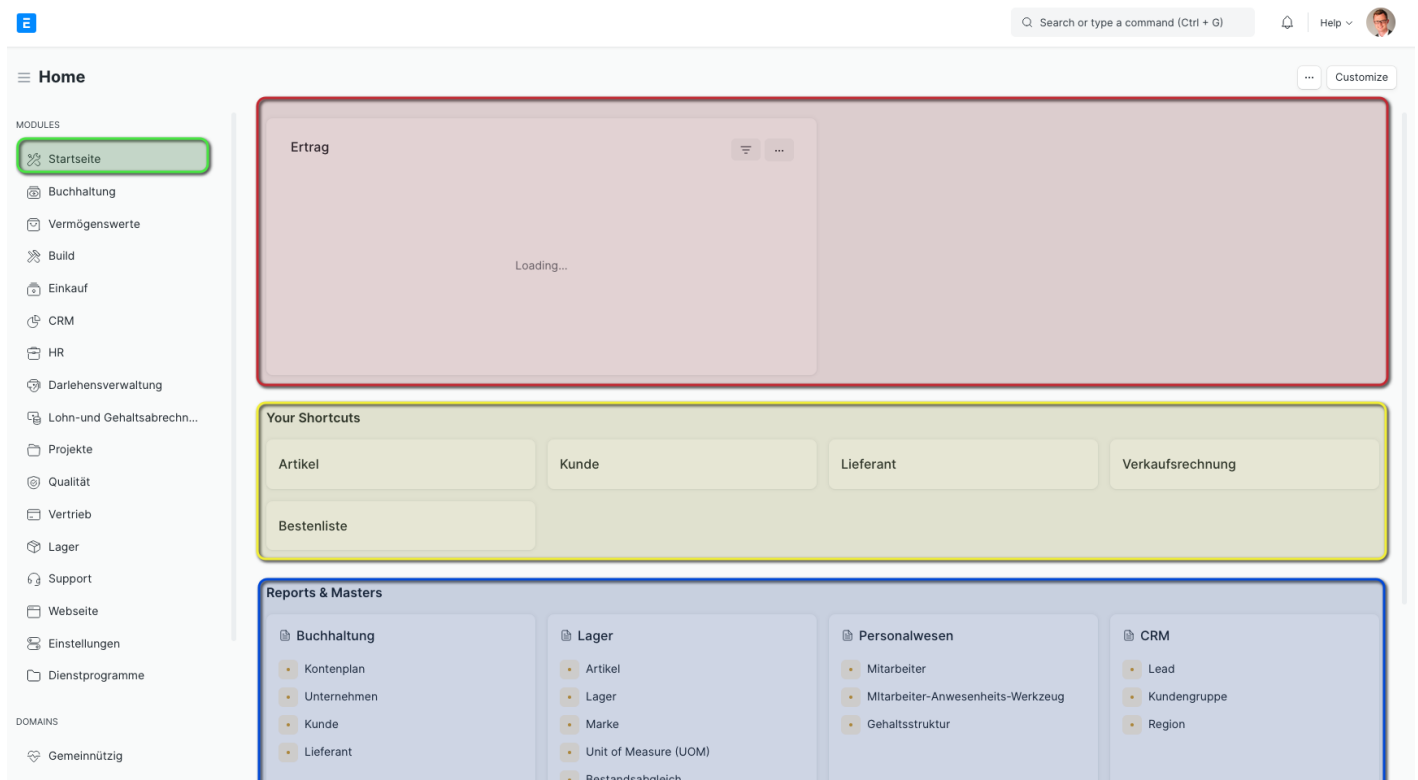 E
Search or type a command (Ctrl + G)
Help
Home
...
Customize
MODULES
Startseite
Buchhaltung
Vermögenswerte
Build
Einkauf
CRM
HR
Darlehensverwaltung
Lohn-und Gehaltsabrechn...
Projekte
Qualität
Vertrieb
Lager
Support
Webseite
Einstellungen
Dienstprogramme
DOMAINS
Gemeinnützig
Ertrag
...
Loading...
Your Shortcuts
Artikel
Kunde
Lieferant
Verkaufsrechnung
Bestenliste
Reports & Masters
Buchhaltung
Kontenplan
Unternehmen
Kunde
Lieferant
Lager
Artikel
Lager
Marke
Unit of Measure (UOM)
Bestandsabgleich
Personalwesen
Mitarbeiter
MItarbeiter-Anwesenheits-Werkzeug
Gehaltsstruktur
CRM
Lead
Kundengruppe
Region